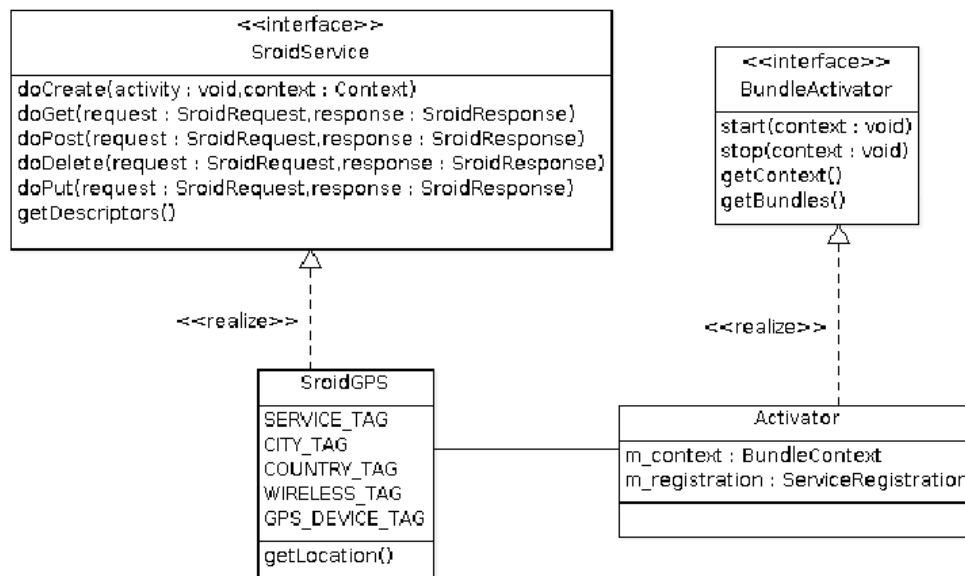 <<interface>>
SroidService
doCreate(activity : void,context : Context)
doGet(request : SroidRequest,response : SroidResponse)
doPost(request : SroidRequest,response : SroidResponse)
doDelete(request : SroidRequest,response : SroidResponse)
doPut(request : SroidRequest,response : SroidResponse)
getDescriptors()
<<interface>>
BundleActivator
start(context : void)
stop(context : void)
getContext()
getBundles()
<<realize>>
<<realize>>
SroidGPS
SERVICE_TAG
CITY_TAG
COUNTRY_TAG
WIRELESS_TAG
GPS_DEVICE_TAG
getLocation()
Activator
m_context : BundleContext
m_registration : ServiceRegistration